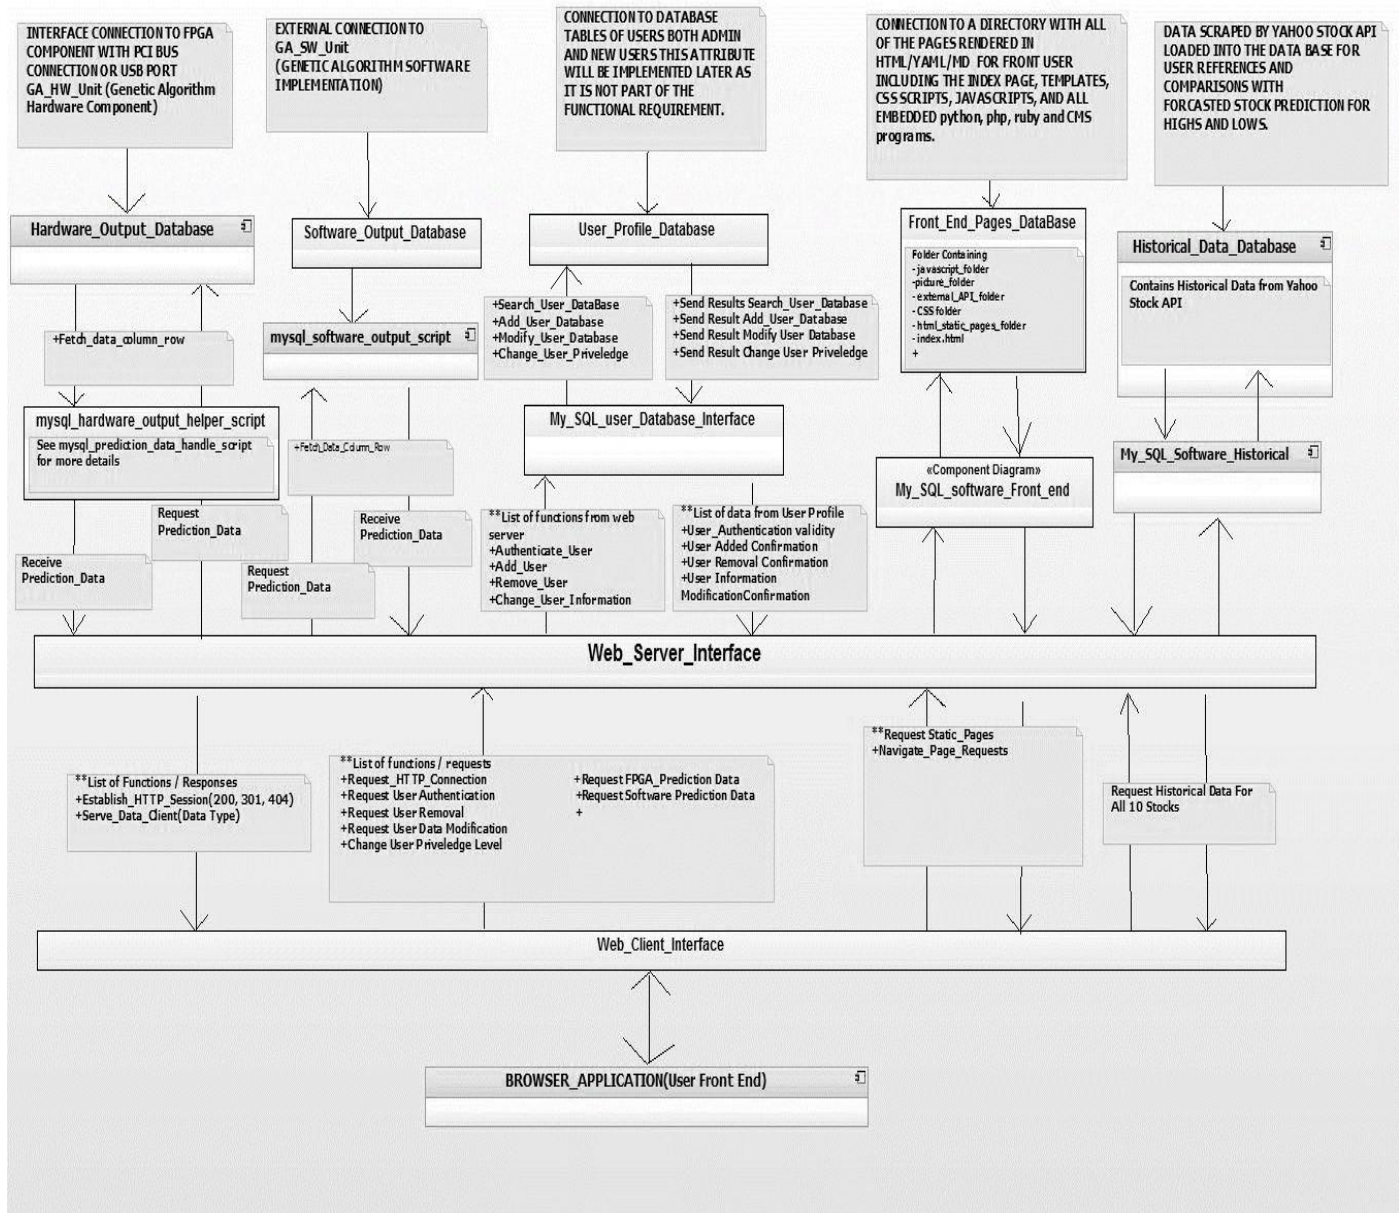 INTERFACE CONNECTION TO FPGA
COMPONENT WITH PCI BUS
CONNECTION OR USB PORT
GA_HW_Unit (Genetic Algorithm
Hardware Component)
EXTERNAL CONNECTION TO
GA_SW_Unit
(GENETIC ALGORITHM SOFTWARE
IMPLEMENTATION)
CONNECTION TO DATABASE
TABLES OF USERS BOTH ADMIN
AND NEW USERS THIS ATTRIBUTE
WILL BE IMPLEMENTED LATER AS
IT IS NOT PART OF THE
FUNCTIONAL REQUIREMENT.
CONNECTION TO A DIRECTORY WITH ALL
OF THE PAGES RENDERED IN
HTML/YAML/MD FOR FRONT USER
INCLUDING THE INDEX PAGE, TEMPLATES,
CSS SCRIPTS, JAVASCRIPTS, AND ALL
EMBEDDED python, php, ruby and CMS
programs.
DATA SCRAPED BY YAHOO STOCK API
LOADED INTO THE DATA BASE FOR
USER REFERENCES AND
COMPARISONS WITH
FORCASTED STOCK PREDICTION FOR
HIGHS AND LOWS.
Hardware_Output_Database
Software_Output_Database
User_Profile_Database
Front_End_Pages_DataBase
Folder Containing
- javascript_folder
-picture_folder
- external_API_folder
- CSS folder
- html_static_pages_folder
- index.html
+
Historical_Data_Database
Contains Historical Data from Yahoo
Stock API
+Fetch_data_column_row
mysql_software_output_script
+Search_User_DataBase
+Add_User_Database
+Modify_User_Database
+Change_User_Priveledge
+Send Results Search_User_Database
+Send Result Add_User_Database
+Send Result Modify User Database
+Send Result Change User Priveledge
mysql_hardware_output_helper_script
See mysql_prediction_data_handle_script
for more details
+Fetch_Data_Column_Row
My_SQL_user_Database_Interface
«Component Diagram»
My_SQL_software_Front_end
My_SQL_Software_Historical
Receive
Prediction_Data
Request
Prediction_Data
Request
Prediction_Data
Receive
Prediction_Data
**List of functions from web
server
+Authenticate_User
+Add_User
+Remove_User
+Change_User_Information
**List of data from User Profile
+User_Authentication validity
+User Added Confirmation
+User Removal Confirmation
+User Information
ModificationConfirmation
Web_Server_Interface
**List of Functions / Responses
+Establish_HTTP_Session(200, 301, 404)
+Serve_Data_Client(Data Type)
**List of functions / requests
+Request_HTTP_Connection
+Request User Authentication
+Request User Removal
+Request User Data Modification
+Change User Priveledge Level
+Request FPGA_Prediction Data
+Request Software Prediction Data
+
**Request Static_Pages
+Navigate_Page_Requests
Request Historical Data For
All 10 Stocks
Web_Client_Interface
BROWSER_APPLICATION(User Front End)